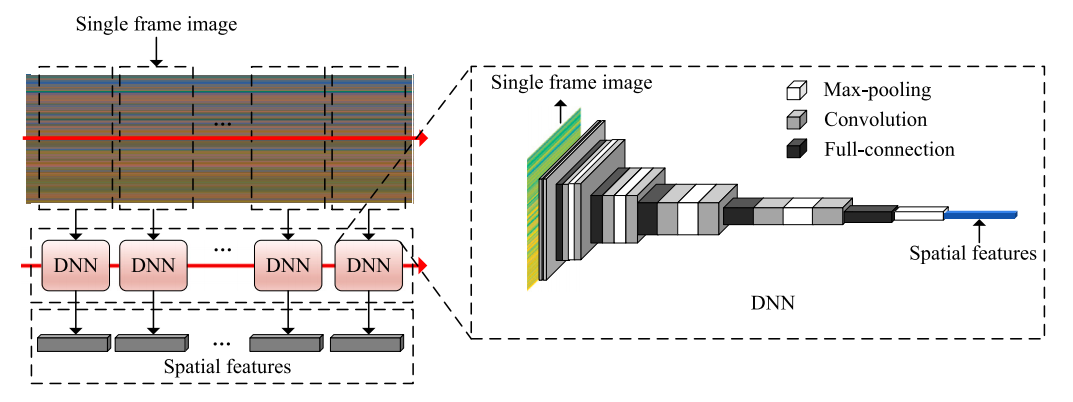 Single frame image
...
DNN
DNN
...
DNN
DNN
...
Spatial features
Single frame image
Max-pooling
Convolution
Full-connection
Spatial features
DNN